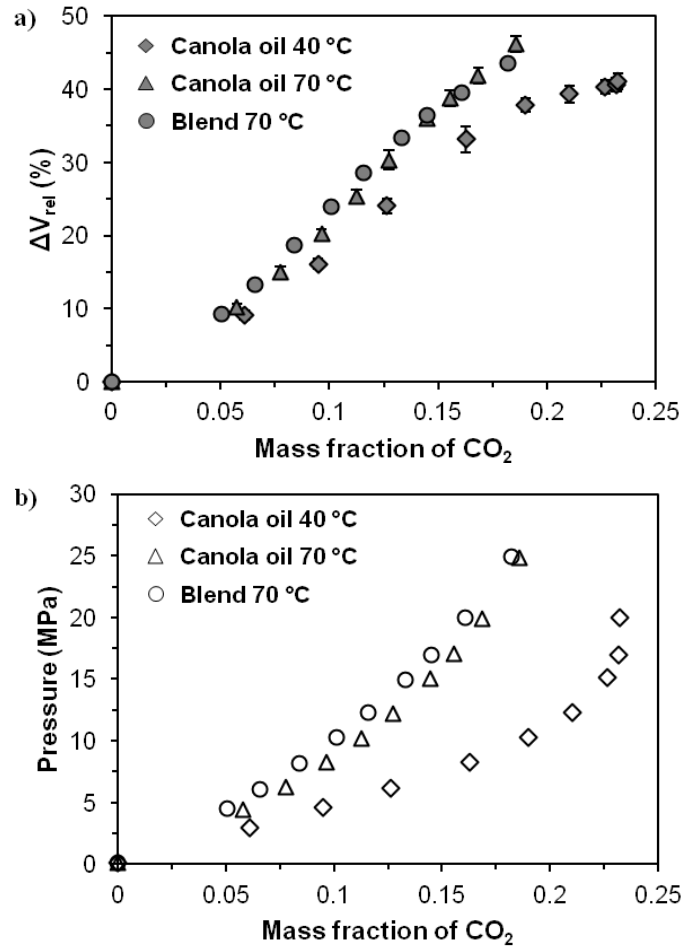 a)
50
40
30
20
10
0
ΔV_rel (%)
Canola oil 40 °C
Canola oil 70 °C
Blend 70 °C
0 0.05 0.1 0.15 0.2 0.25
Mass fraction of CO₂
b)
30
25
20
15
10
5
0
Pressure (MPa)
Canola oil 40 °C
Canola oil 70 °C
Blend 70 °C
0 0.05 0.1 0.15 0.2 0.25
Mass fraction of CO₂